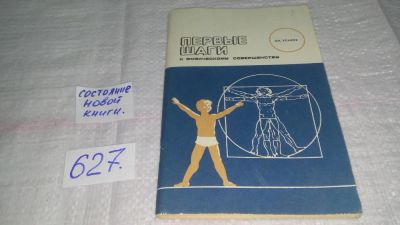 СОСТОЯНИЕ
НОВОЙ
КНИГИ.
627.
ПЕРВЫЕ
ШАГИ
К ФИЗИЧЕСКОМУ СОВЕРШЕНСТВУ